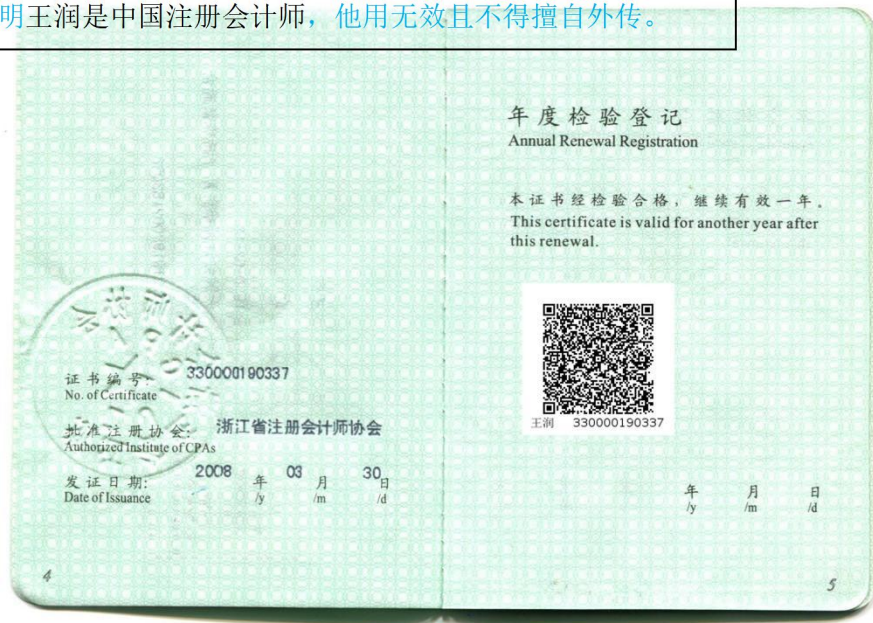 明王润是中国注册会计师，他用无效且不得擅自外传。
证书编号：
No. of Certificate
330000190337
批准注册协会：
Authorized Institute of CPAs
浙江省注册会计师协会
发证日期：
Date of Issuance
2008 年 03 月 30 日
/y /m /d
4
年度检验登记
Annual Renewal Registration
本证书经检验合格，继续有效一年。
This certificate is valid for another year after
this renewal.
王润 330000190337
年 月 日
/y /m /d
5